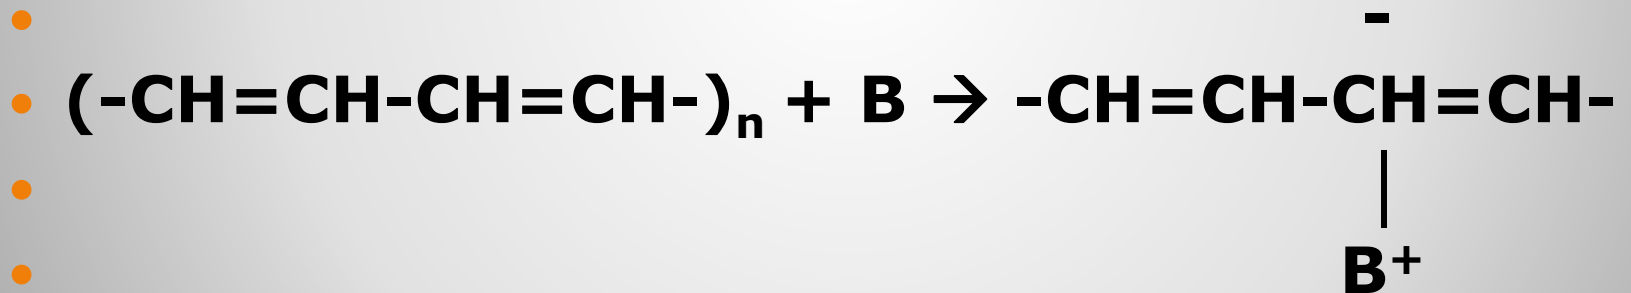 -
(-CH=CH-CH=CH-)n + B → -CH=CH-CH=CH-
|
B+